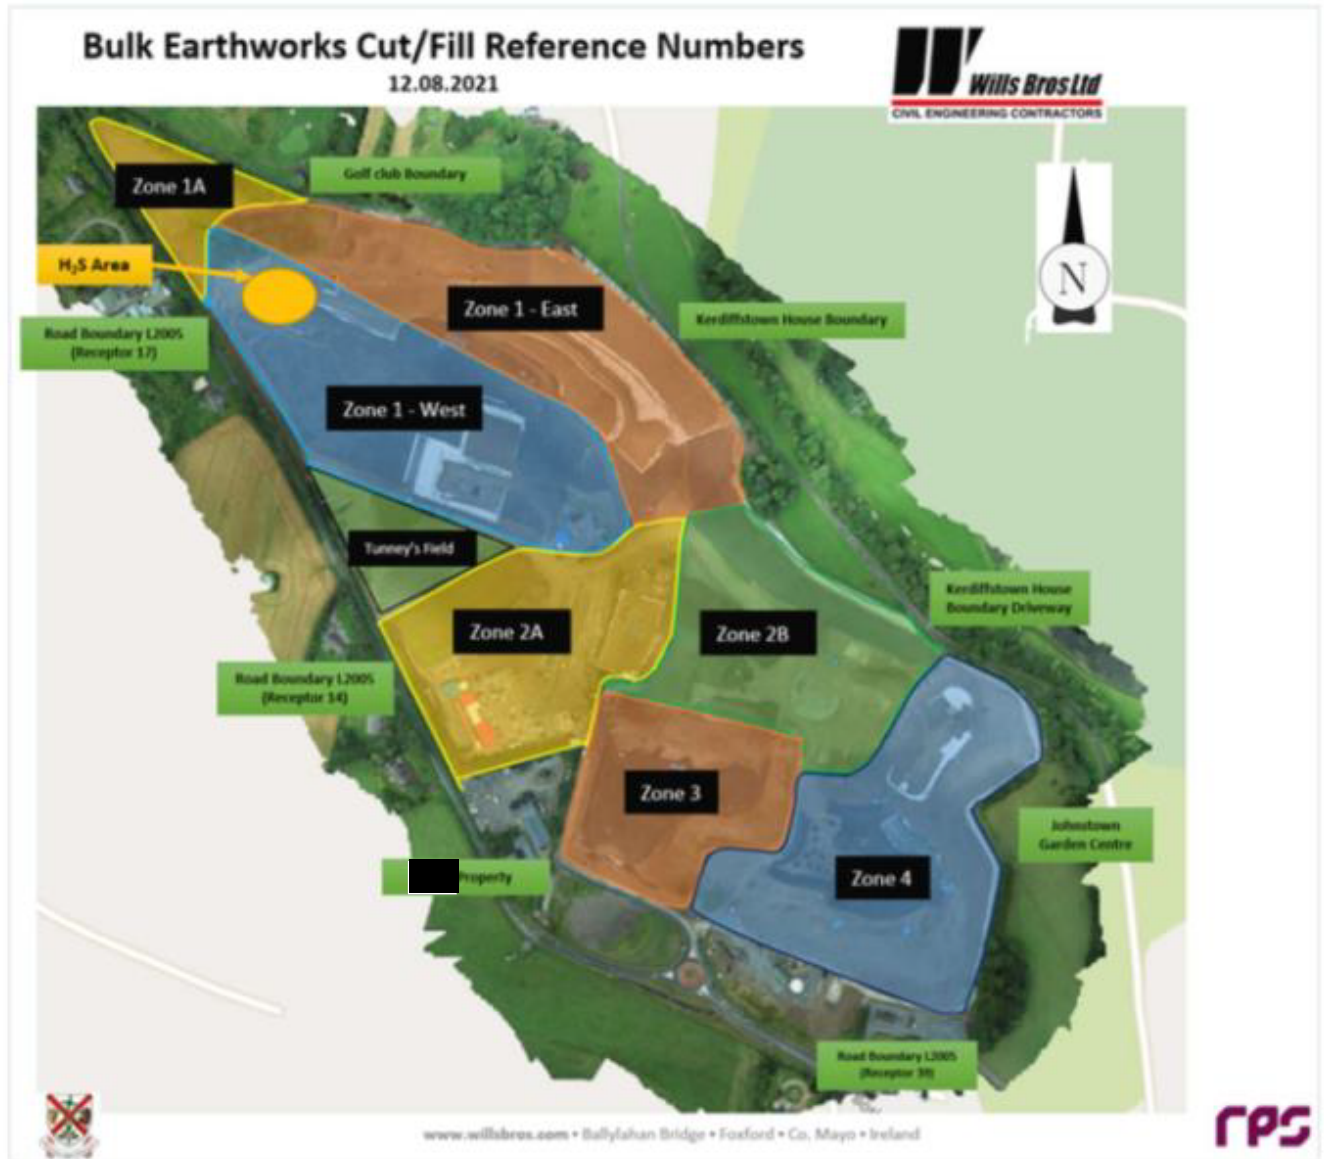 Bulk Earthworks Cut/Fill Reference Numbers
12.08.2021
Wills Bros Ltd
CIVIL ENGINEERING CONTRACTORS
Zone 1A
Golf club Boundary
H₂S Area
Zone 1 - East
Kerdiffstown House Boundary
N
Road Boundary L2005
(Receptor 17)
Zone 1 - West
Tunney's Field
Kerdiffstown House
Boundary Driveway
Zone 2A
Zone 2B
Road Boundary L2005
(Receptor 14)
Zone 3
Johnstown
Garden Centre
Zone 4
Property
Road Boundary L2005
(Receptor 39)
www.willsbros.com • Ballylahan Bridge • Foxford • Co. Mayo • Ireland
rps